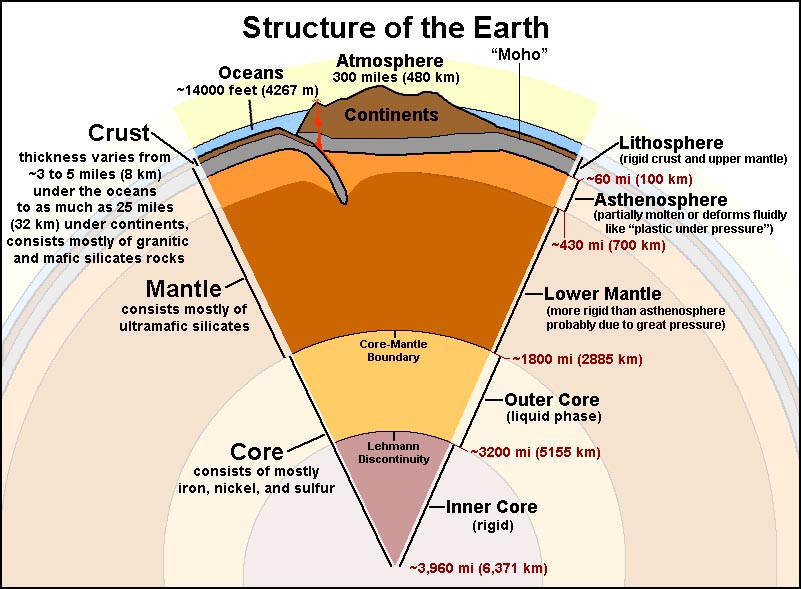 Structure of the Earth
"Moho"
Atmosphere
300 miles (480 km)
Oceans
~14000 feet (4267 m)
Continents
Crust
thickness varies from
~3 to 5 miles (8 km)
under the oceans
to as much as 25 miles
(32 km) under continents,
consists mostly of granitic
and mafic silicates rocks
Lithosphere
(rigid crust and upper mantle)
~60 mi (100 km)
Asthenosphere
(partially molten or deforms fluidly
like "plastic under pressure")
~430 mi (700 km)
Mantle
consists mostly of
ultramafic silicates
Lower Mantle
(more rigid than asthenosphere
probably due to great pressure)
Core-Mantle
Boundary
~1800 mi (2885 km)
Outer Core
(liquid phase)
Core
consists of mostly
iron, nickel, and sulfur
Lehmann
Discontinuity
~3200 mi (5155 km)
Inner Core
(rigid)
~3,960 mi (6,371 km)